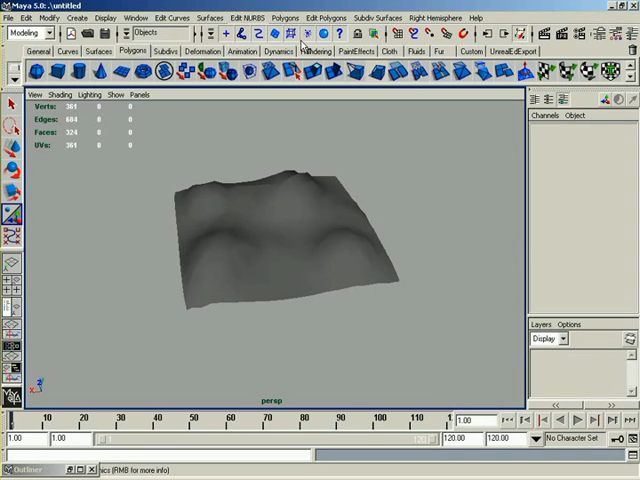 Maya 5.0: .\untitled
File Edit Modify Create Display Window Edit Curves Surfaces Edit NURBS Polygons Edit Polygons Subdiv Surfaces Right Hemisphere Help
Modeling Objects
General Curves Surfaces Polygons Subdivs Deformation Animation Dynamics Rendering PaintEffects Cloth Fluids Fur Custom UnrealEdExport
View Shading Lighting Show Panels
Channels Object
Verts: 361 0 0
Edges: 684 0 0
Faces: 324 0 0
UVs: 361 0 0
Layers Options
Display
persp
10 20 30 40 50 60 70 80 90 100 110 1.00
1.00 1.00 120 120.00 120.00 No Character Set
Outliner ics (RMB for more info)